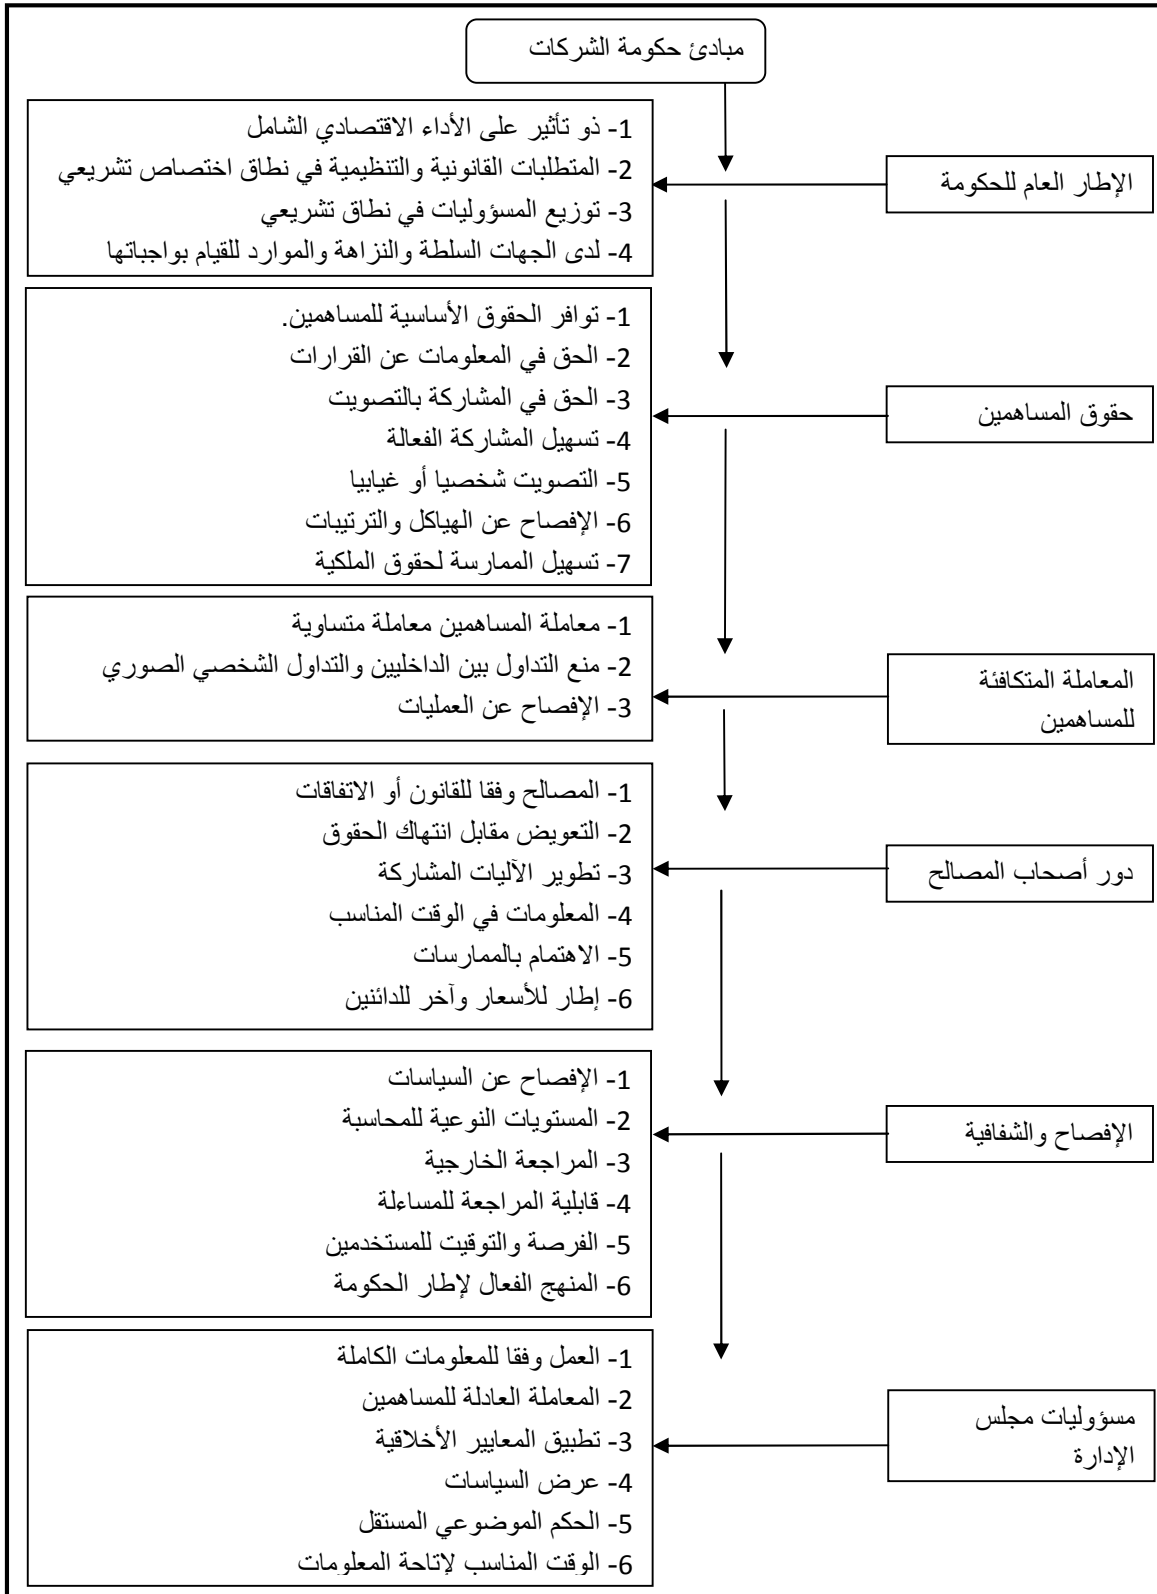 مبادئ حكومة الشركات
الإطار العام للحكومة
1- ذو تأثير على الأداء الاقتصادي الشامل
2- المتطلبات القانونية والتنظيمية في نطاق اختصاص تشريعي
3- توزيع المسؤوليات في نطاق تشريعي
4- لدى الجهات السلطة والنزاهة والموارد للقيام بواجباتها
حقوق المساهمين
1- توافر الحقوق الأساسية للمساهمين.
2- الحق في المعلومات عن القرارات
3- الحق في المشاركة بالتصويت
4- تسهيل المشاركة الفعالة
5- التصويت شخصيا أو غيابيا
6- الإفصاح عن الهياكل والترتيبات
7- تسهيل الممارسة لحقوق الملكية
المعاملة المتكافئة
للمساهمين
1- معاملة المساهمين معاملة متساوية
2- منع التداول بين الداخليين والتداول الشخصي الصوري
3- الإفصاح عن العمليات
دور أصحاب المصالح
1- المصالح وفقا للقانون أو الاتفاقات
2- التعويض مقابل انتهاك الحقوق
3- تطوير الآليات المشاركة
4- المعلومات في الوقت المناسب
5- الاهتمام بالممارسات
6- إطار للأسعار وآخر للدائنين
الإفصاح والشفافية
1- الإفصاح عن السياسات
2- المستويات النوعية للمحاسبة
3- المراجعة الخارجية
4- قابلية المراجعة للمساءلة
5- الفرصة والتوقيت للمستخدمين
6- المنهج الفعال لإطار الحكومة
مسؤوليات مجلس
الإدارة
1- العمل وفقا للمعلومات الكاملة
2- المعاملة العادلة للمساهمين
3- تطبيق المعايير الأخلاقية
4- عرض السياسات
5- الحكم الموضوعي المستقل
6- الوقت المناسب لإتاحة المعلومات